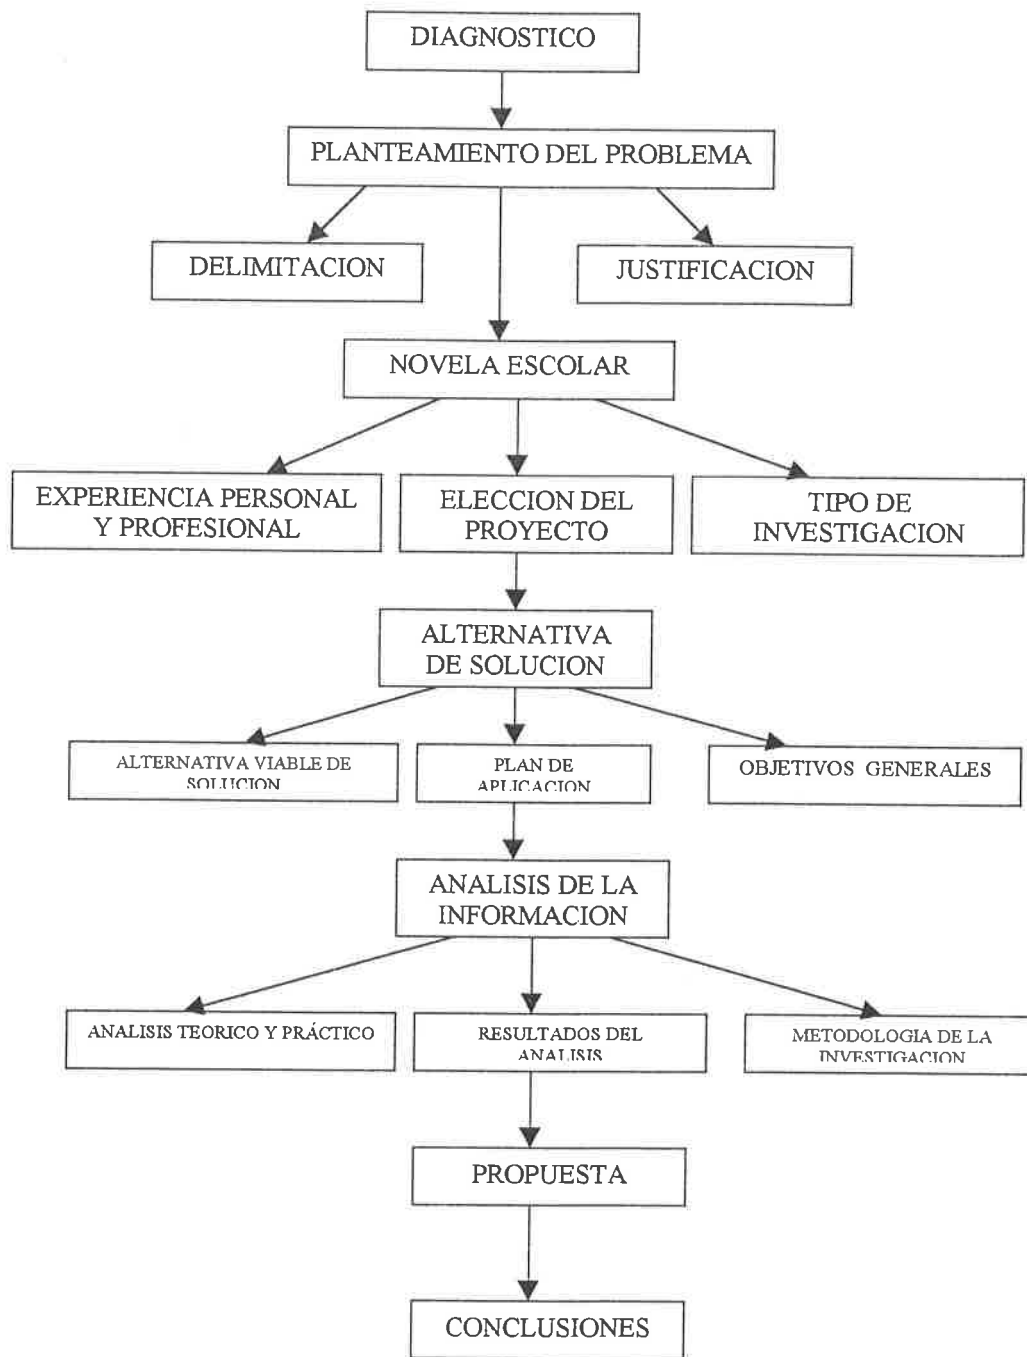 DIAGNOSTICO
PLANTEAMIENTO DEL PROBLEMA
DELIMITACION
JUSTIFICACION
NOVELA ESCOLAR
EXPERIENCIA PERSONAL
Y PROFESIONAL
ELECCION DEL
PROYECTO
TIPO DE
INVESTIGACION
ALTERNATIVA
DE SOLUCION
ALTERNATIVA VIABLE DE
SOLUCION
PLAN DE
APLICACION
OBJETIVOS GENERALES
ANALISIS DE LA
INFORMACION
ANALISIS TEORICO Y PRÁCTICO
RESULTADOS DEL
ANALISIS
METODOLOGIA DE LA
INVESTIGACION
PROPUESTA
CONCLUSIONES